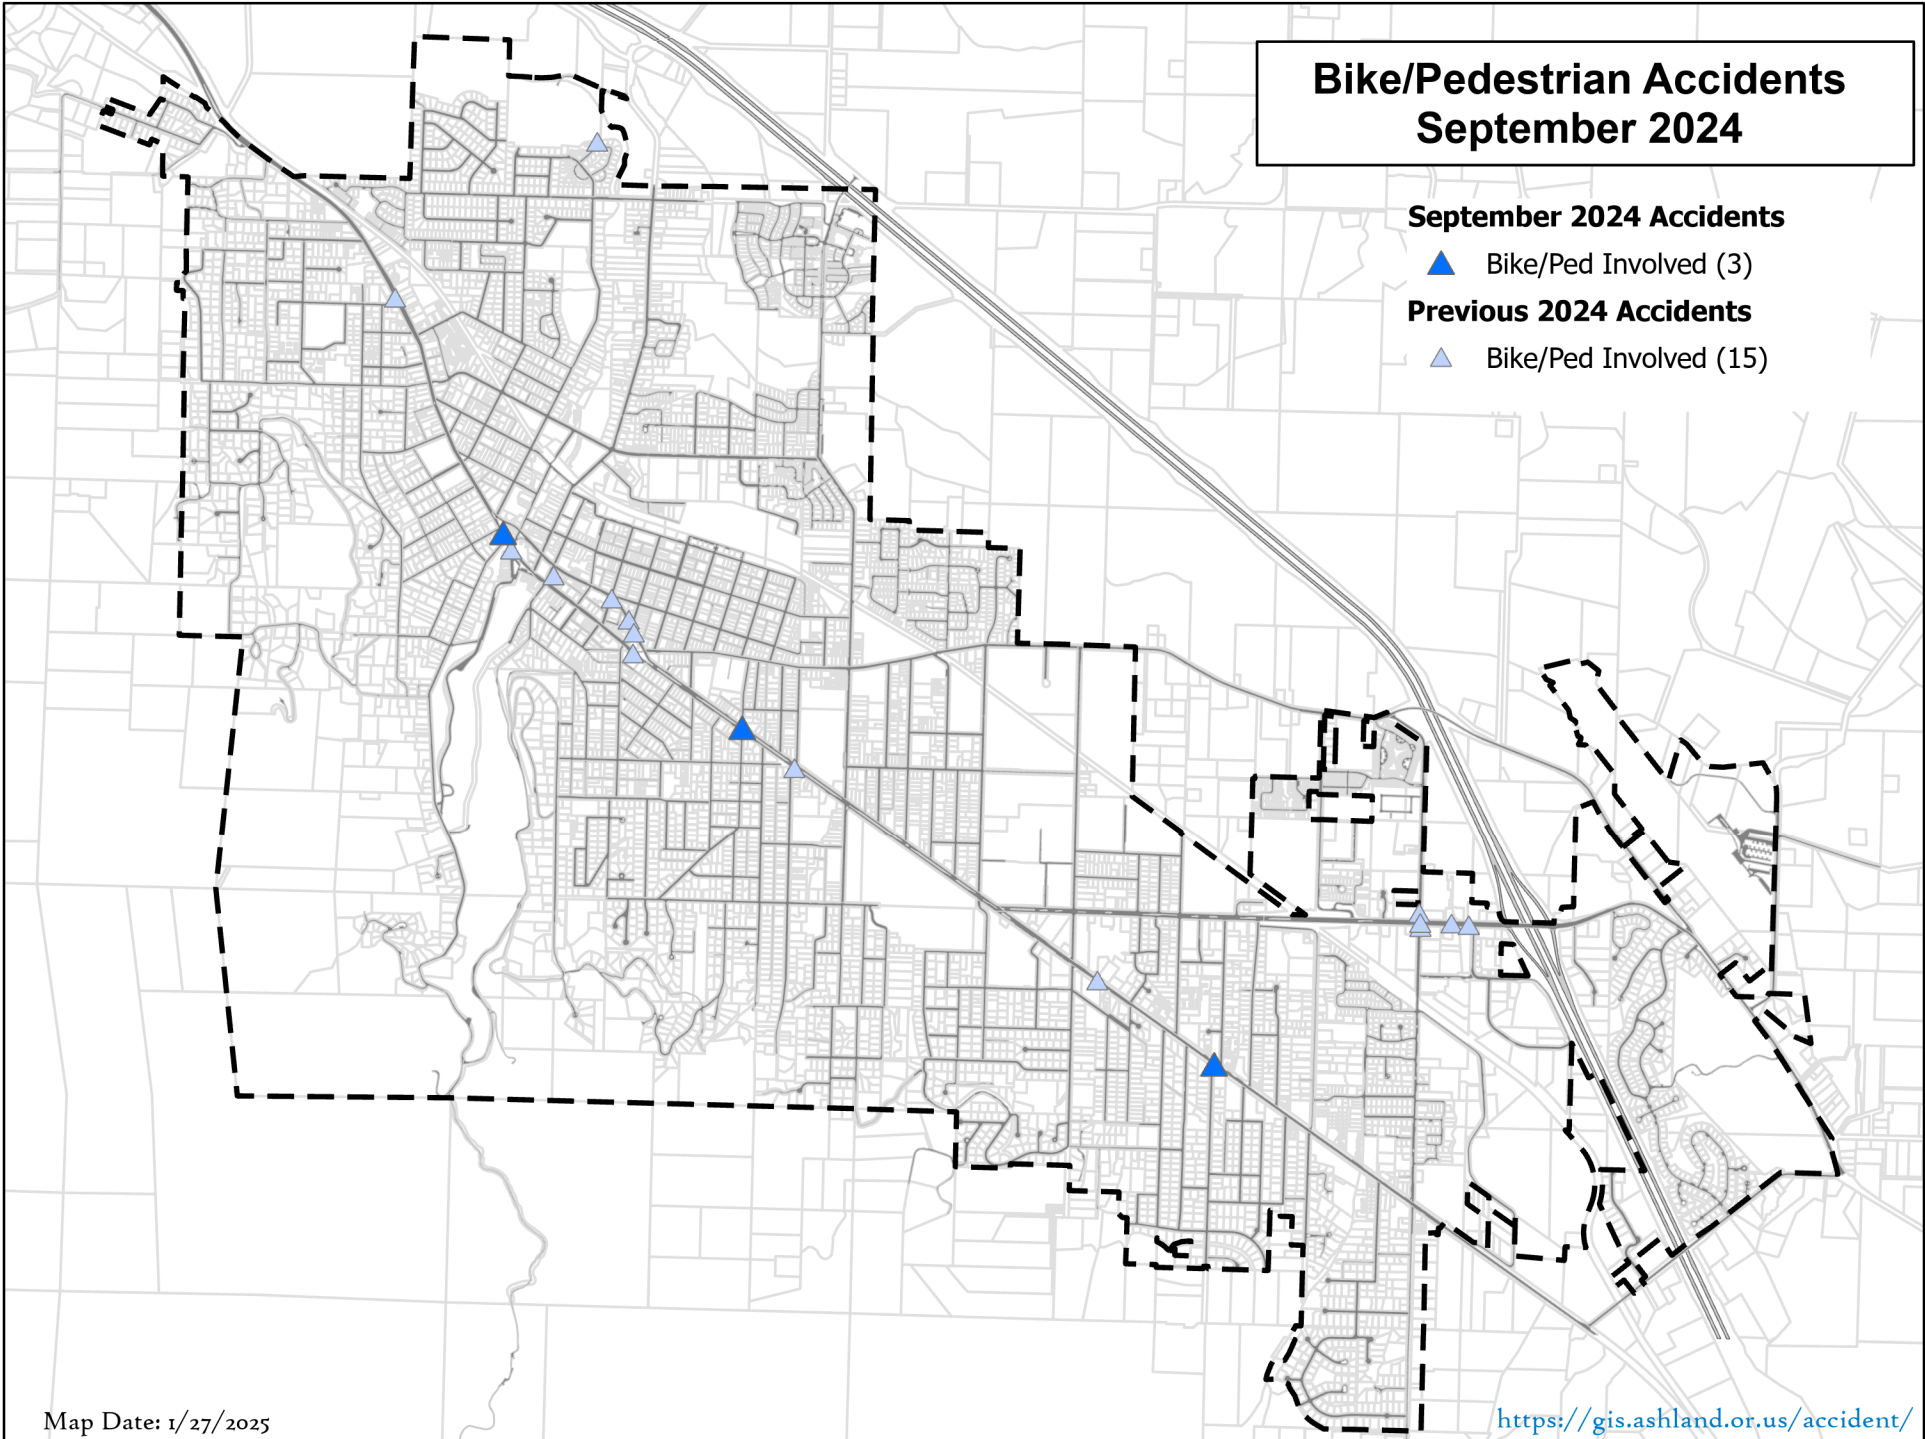 Bike/Pedestrian Accidents
September 2024
September 2024 Accidents
Bike/Ped Involved (3)
Previous 2024 Accidents
Bike/Ped Involved (15)
Map Date: 1/27/2025
https://gis.ashland.or.us/accident/